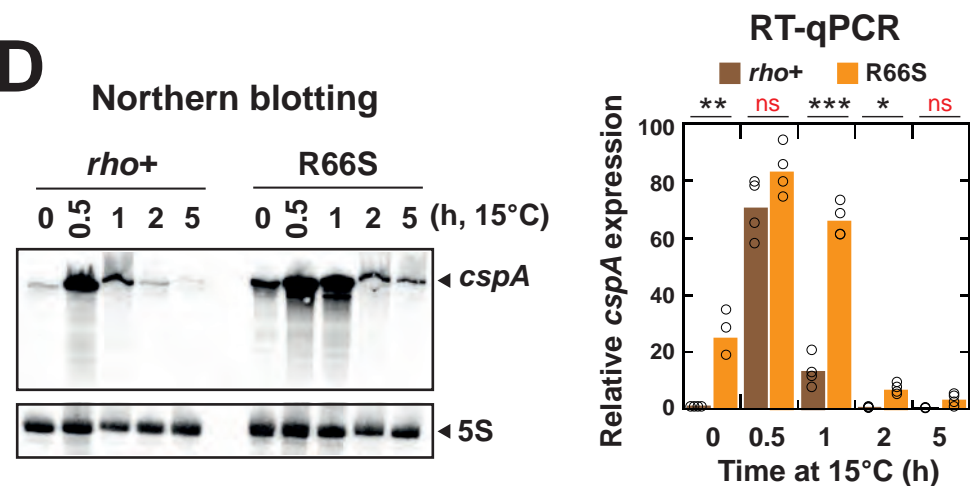 D
Northern blotting
rho+ R66S
0 0.5 1 2 5 0 0.5 1 2 5 (h, 15°C)
◄ cspA
◄ 5S
RT-qPCR
rho+ R66S
** ns *** * ns
Relative cspA expression
100
80
60
40
20
0
0 0.5 1 2 5
Time at 15°C (h)